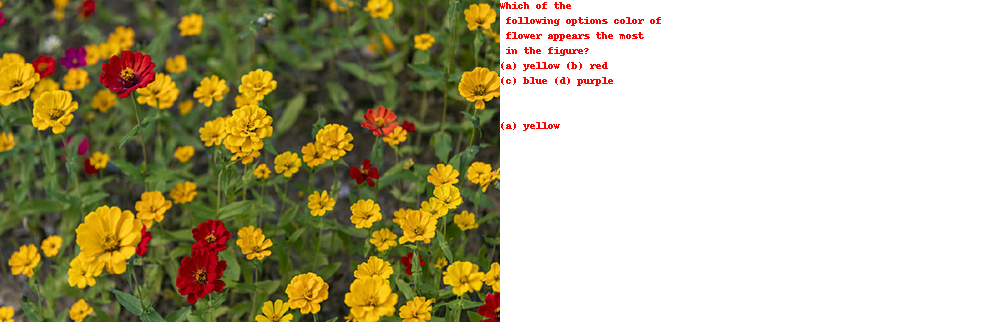 Which of the
following options color of
flower appears the most
in the figure?
(a) yellow (b) red
(c) blue (d) purple
(a) yellow